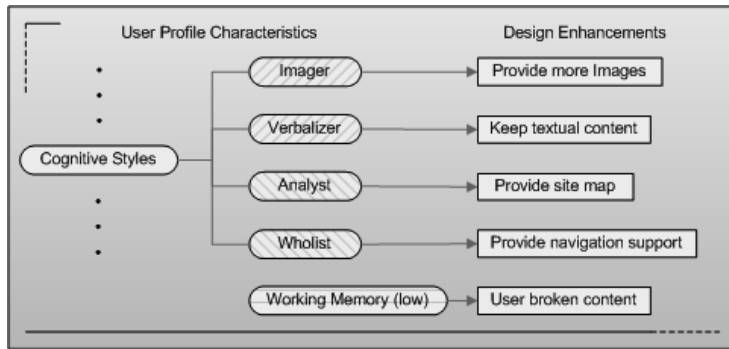 User Profile Characteristics
Design Enhancements
Imager
Provide more Images
Verbalizer
Keep textual content
Cognitive Styles
Analyst
Provide site map
Wholist
Provide navigation support
Working Memory (low)
User broken content